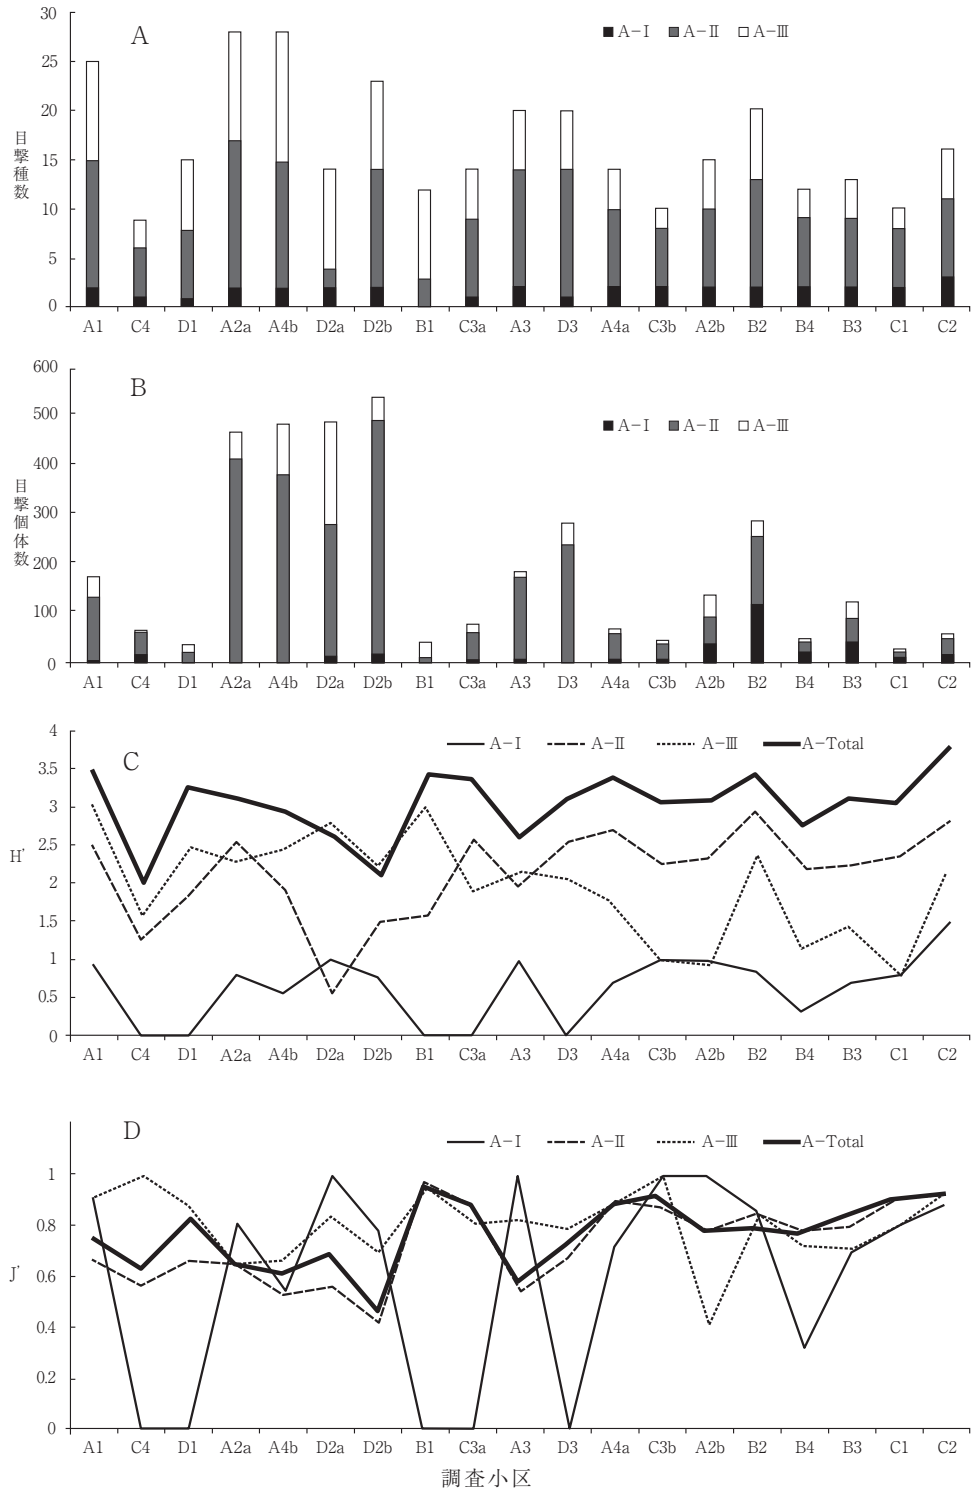 A
A-Ⅰ A-Ⅱ A-Ⅲ
目撃種数
30
25
20
15
10
5
0
A1 C4 D1 A2a A4b D2a D2b B1 C3a A3 D3 A4a C3b A2b B2 B4 B3 C1 C2
B
A-Ⅰ A-Ⅱ A-Ⅲ
目撃個体数
600
500
400
300
200
100
0
A1 C4 D1 A2a A4b D2a D2b B1 C3a A3 D3 A4a C3b A2b B2 B4 B3 C1 C2
C
A-Ⅰ A-Ⅱ A-Ⅲ A-Total
H'
4
3.5
3
2.5
2
1.5
1
0.5
0
A1 C4 D1 A2a A4b D2a D2b B1 C3a A3 D3 A4a C3b A2b B2 B4 B3 C1 C2
D
A-Ⅰ A-Ⅱ A-Ⅲ A-Total
J'
1
0.8
0.6
0.4
0.2
0
A1 C4 D1 A2a A4b D2a D2b B1 C3a A3 D3 A4a C3b A2b B2 B4 B3 C1 C2
調査小区